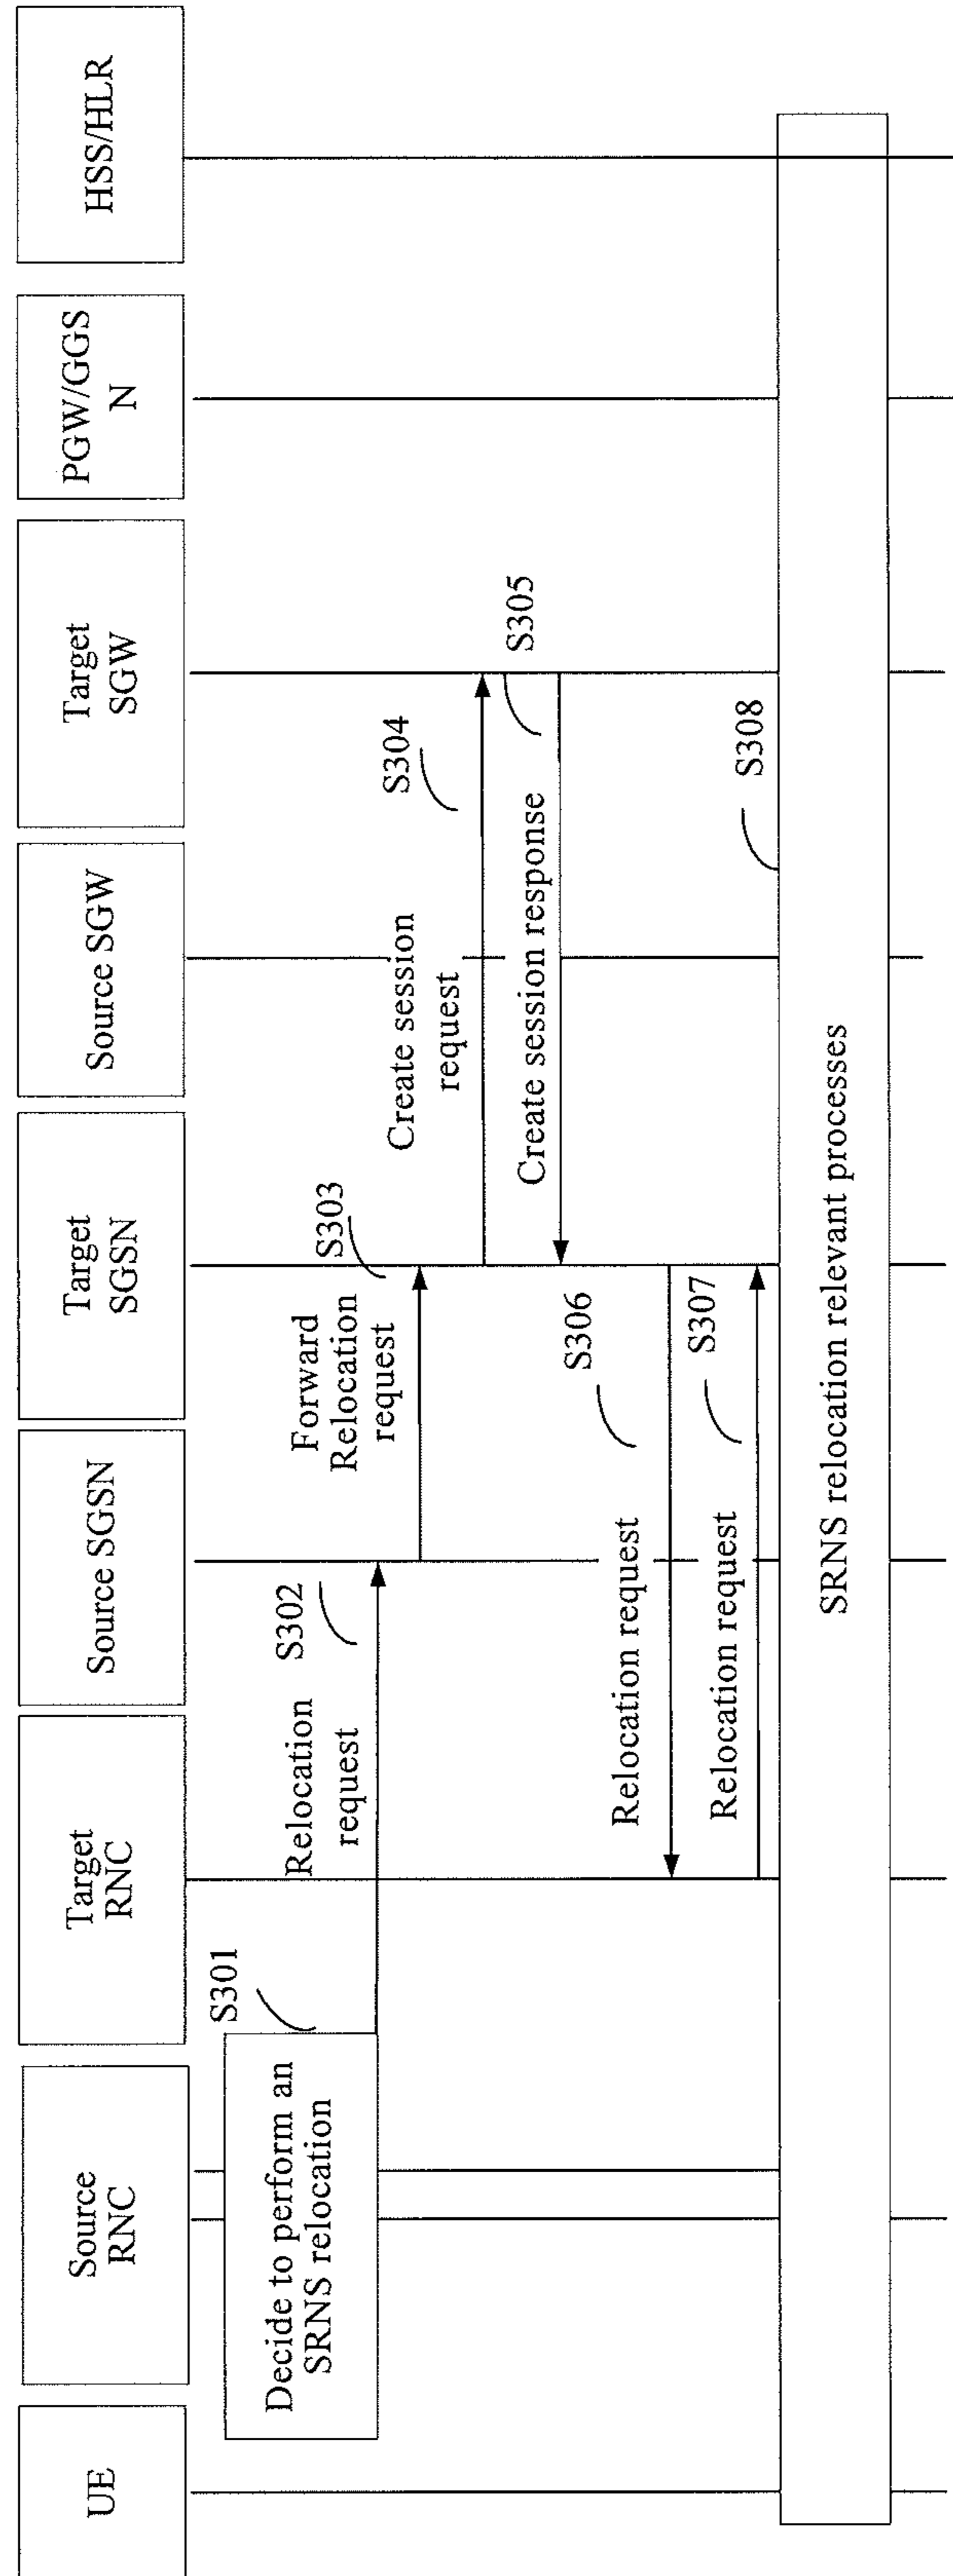 UE
Source
RNC
Target
RNC
Source SGSN
Target
SGSN
Source SGW
Target
SGW
PGW/GGS
N
HSS/HLR
S301
Decide to perform an
SRNS relocation
Relocation
request
S302
Forward
Relocation
request
S303
Create session
request
S304
Create session response
S305
Relocation request
S306
Relocation request
S307
S308
SRNS relocation relevant processes